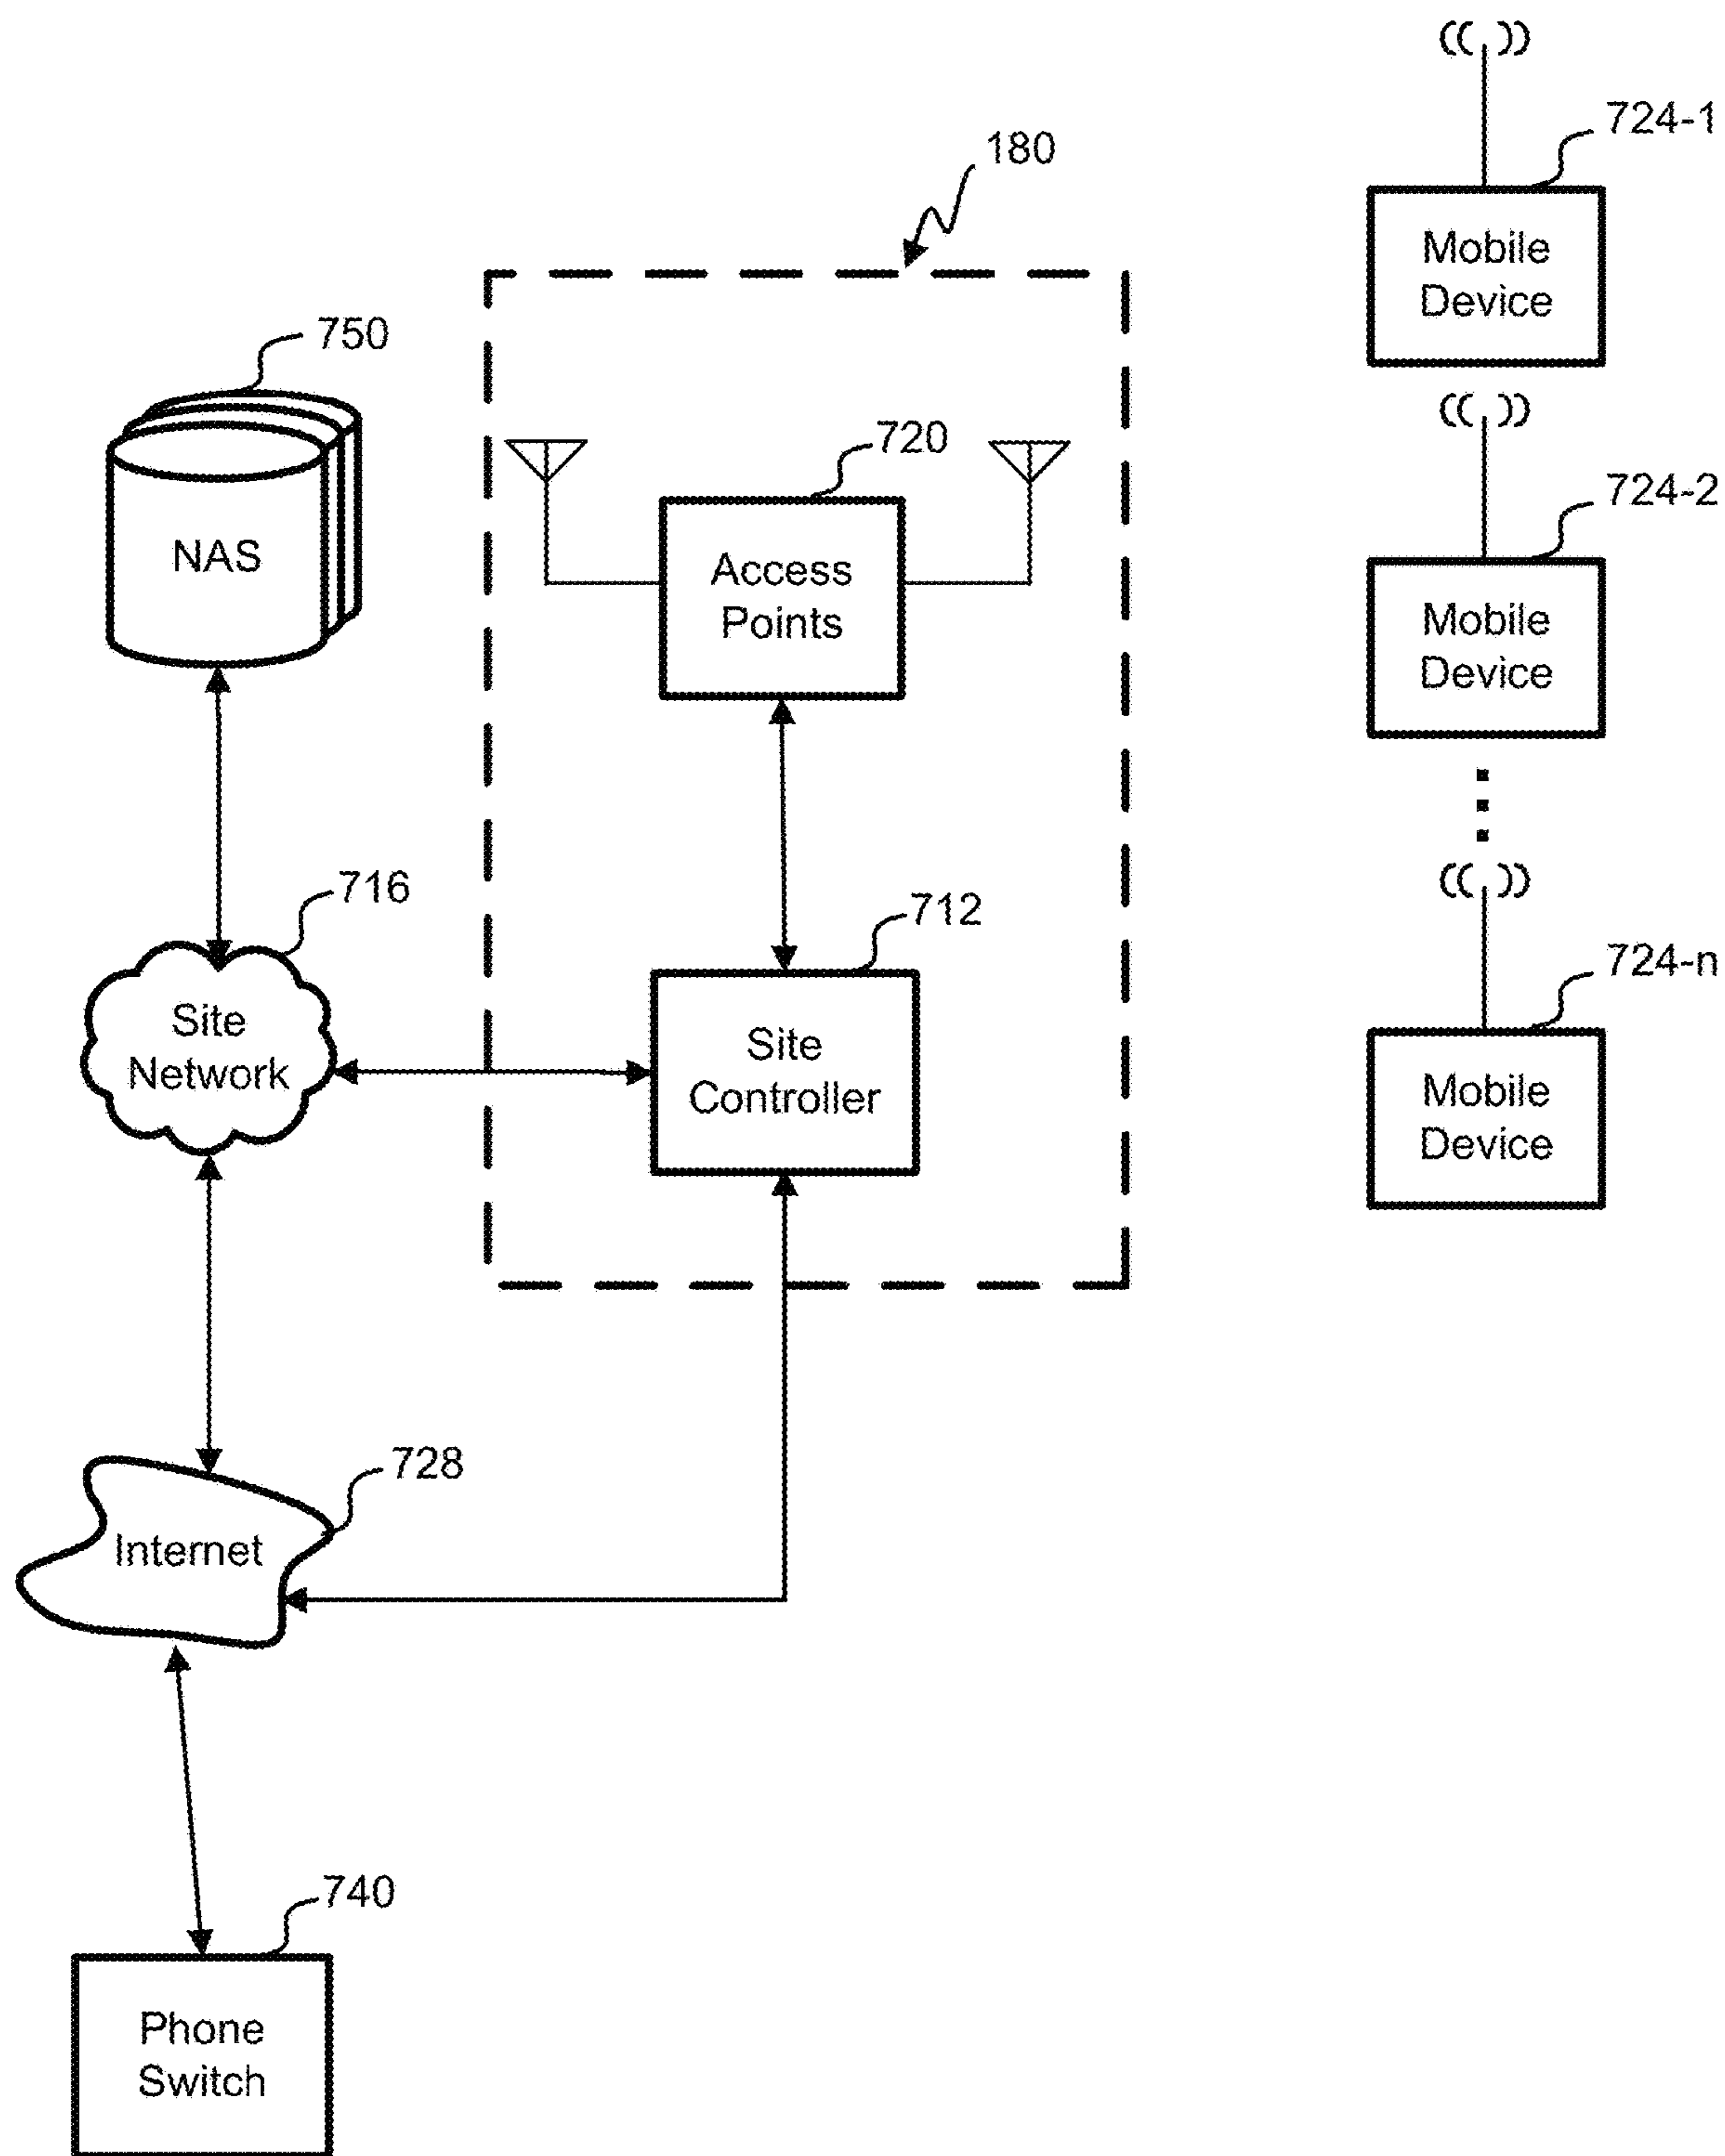 724-1
Mobile
Device
180
750
NAS
720
Access
Points
724-2
Mobile
Device
716
Site
Network
712
Site
Controller
724-n
Mobile
Device
728
Internet
740
Phone
Switch